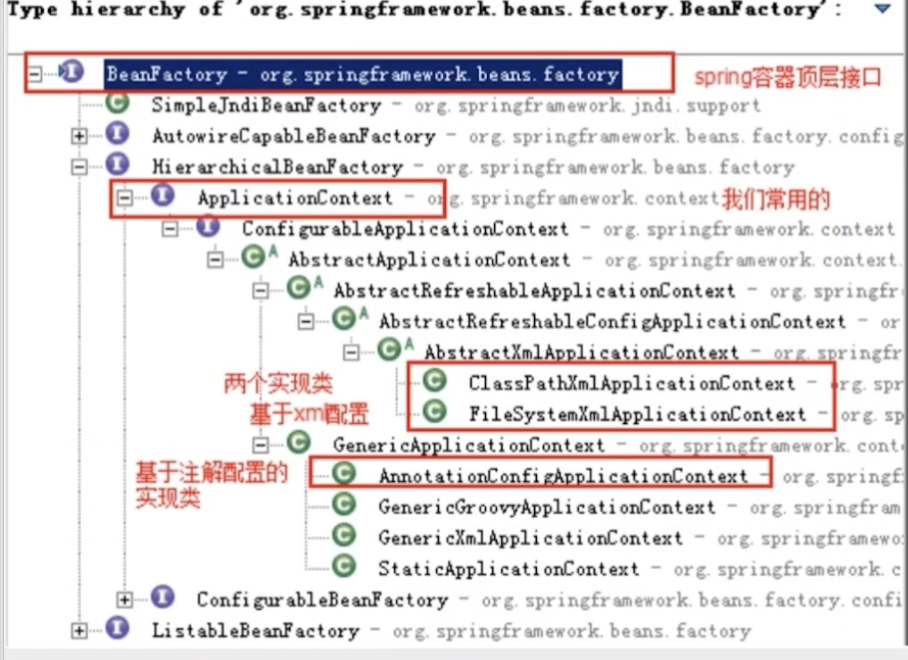 Type hierarchy of 'org.springframework.beans.factory.BeanFactory':
BeanFactory - org.springframework.beans.factory spring容器顶层接口
SimpleJndiBeanFactory - org.springframework.jndi.support
AutowireCapableBeanFactory - org.springframework.beans.factory.config
HierarchicalBeanFactory - org.springframework.beans.factory
ApplicationContext - org.springframework.context 我们常用的
ConfigurableApplicationContext - org.springframework.context
AbstractApplicationContext - org.springframework.context.
AbstractRefreshableApplicationContext - org.springfr
AbstractRefreshableConfigApplicationContext - or
AbstractXmlApplicationContext - org.springfr
两个实现类 ClassPathXmlApplicationContext - org.spr
基于xml配置 FileSystemXmlApplicationContext - org.sp
GenericApplicationContext - org.springframework.cont
基于注解配置的 AnnotationConfigApplicationContext - org.springf
实现类 GenericGroovyApplicationContext - org.springfram
GenericXmlApplicationContext - org.springframewo
StaticApplicationContext - org.springframework.c
ConfigurableBeanFactory - org.springframework.beans.factory.confi
ListableBeanFactory - org.springframework.beans.factory